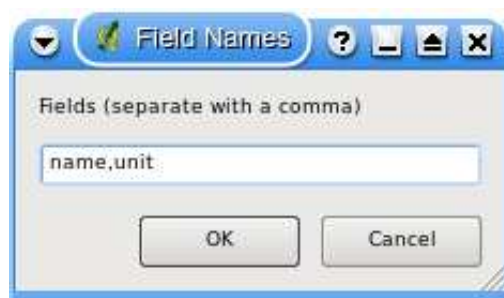 Field Names ?
Fields (separate with a comma)
name,unit
OK Cancel